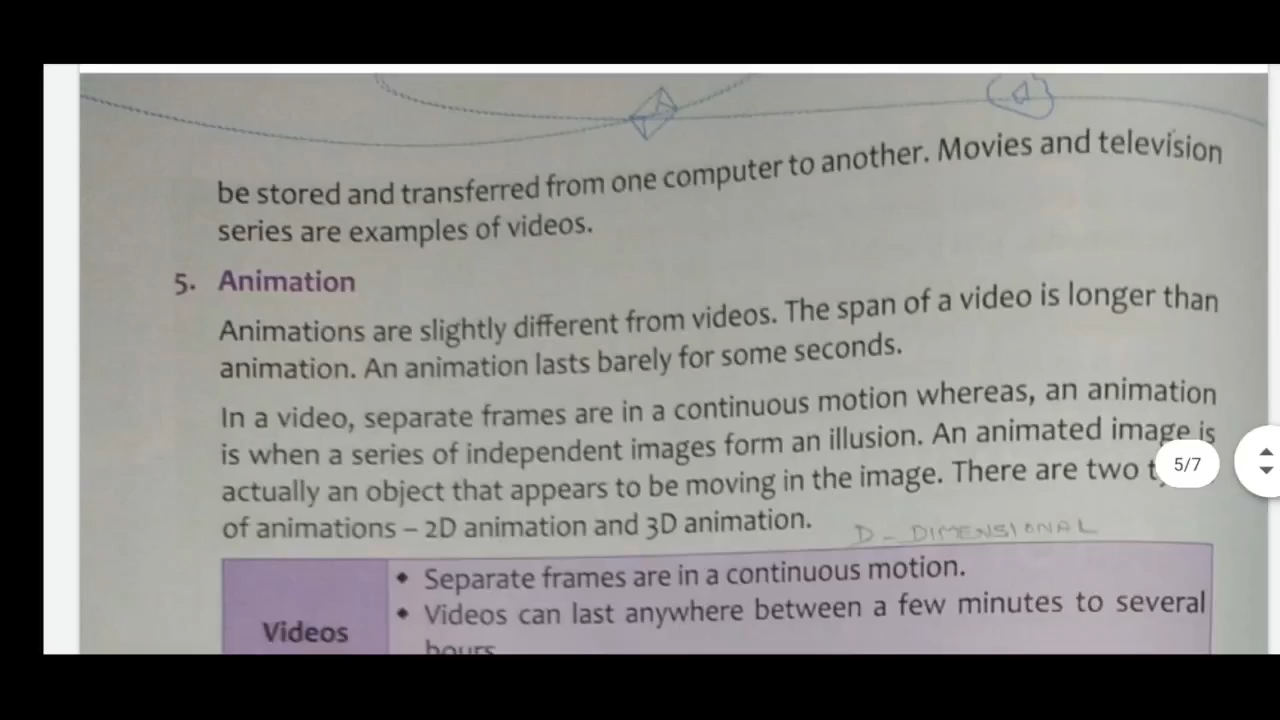 be stored and transferred from one computer to another. Movies and television
series are examples of videos.
5. Animation
Animations are slightly different from videos. The span of a video is longer than
animation. An animation lasts barely for some seconds.
In a video, separate frames are in a continuous motion whereas, an animation
is when a series of independent images form an illusion. An animated image is
actually an object that appears to be moving in the image. There are two
5/7
of animations – 2D animation and 3D animation.
D - DIMENSIONAL
• Separate frames are in a continuous motion.
• Videos can last anywhere between a few minutes to several
Videos
hours